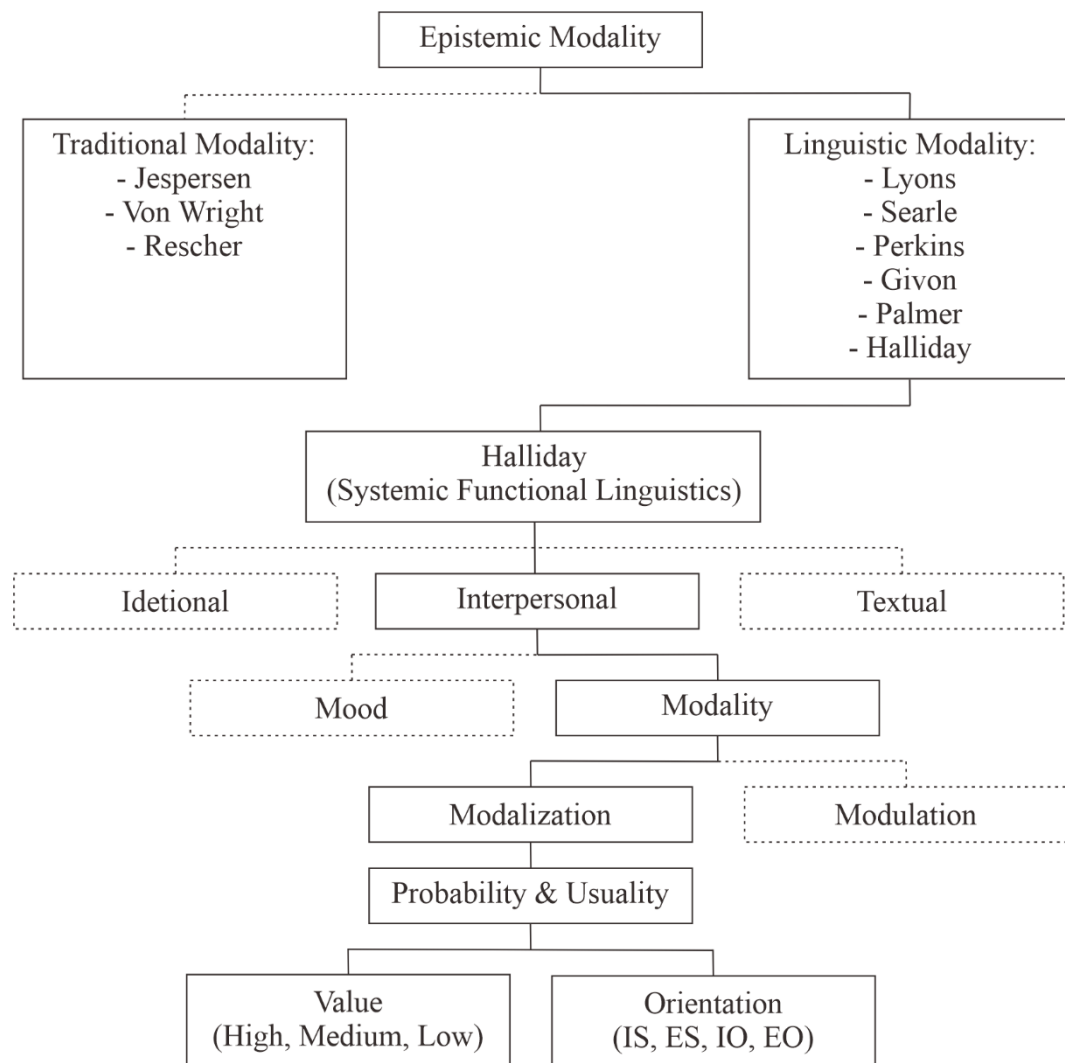 Epistemic Modality
Traditional Modality:
- Jespersen
- Von Wright
- Rescher
Linguistic Modality:
- Lyons
- Searle
- Perkins
- Givon
- Palmer
- Halliday
Halliday
(Systemic Functional Linguistics)
Idetional
Interpersonal
Textual
Mood
Modality
Modalization
Modulation
Probability & Usuality
Value
(High, Medium, Low)
Orientation
(IS, ES, IO, EO)